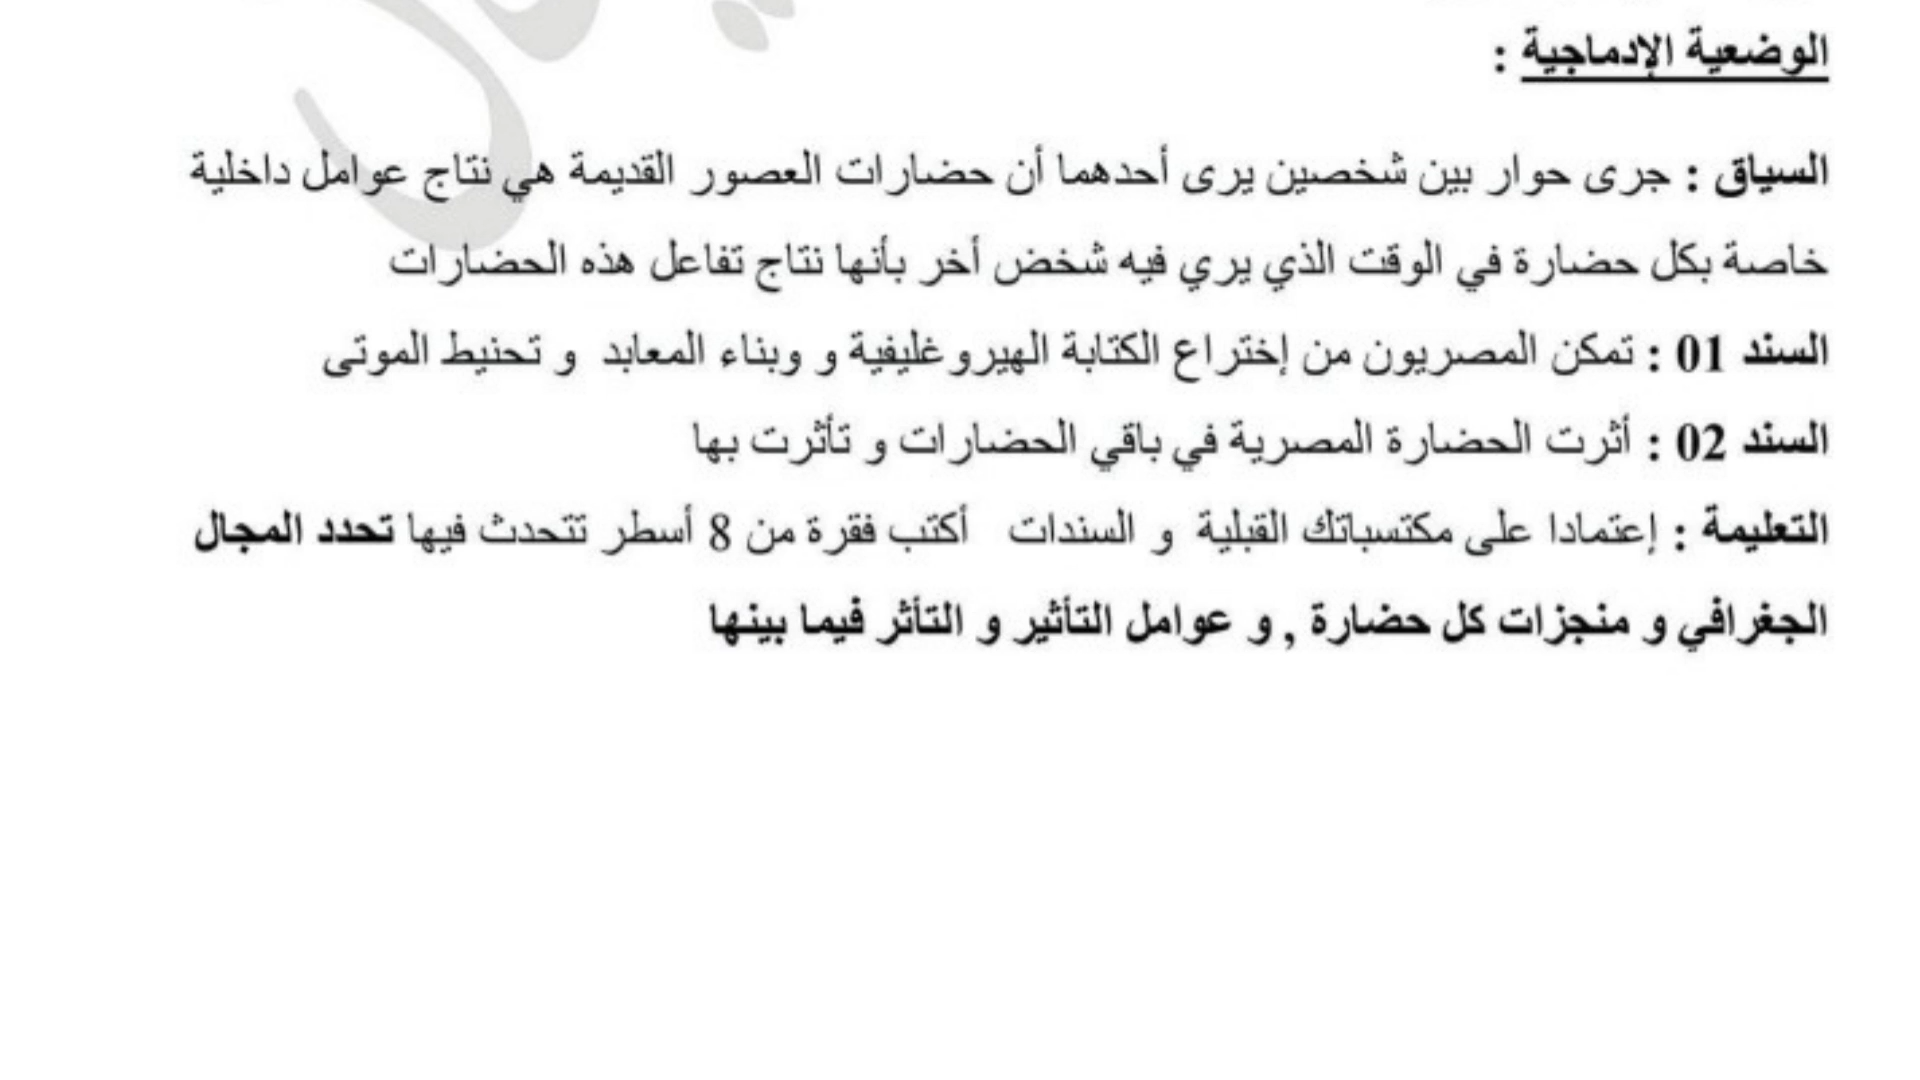 الوضعية الإدماجية :
السياق : جرى حوار بين شخصين يرى أحدهما أن حضارات العصور القديمة هي نتاج عوامل داخلية
خاصة بكل حضارة في الوقت الذي يري فيه شخض أخر بأنها نتاج تفاعل هذه الحضارات
السند 01 : تمكن المصريون من إختراع الكتابة الهيروغليفية و وبناء المعابد و تحنيط الموتى
السند 02 : أثرت الحضارة المصرية في باقي الحضارات و تأثرت بها
التعليمة : إعتمادا على مكتسباتك القبلية و السندات أكتب فقرة من 8 أسطر تتحدث فيها تحدد المجال
الجغرافي و منجزات كل حضارة , و عوامل التأثير و التأثر فيما بينها